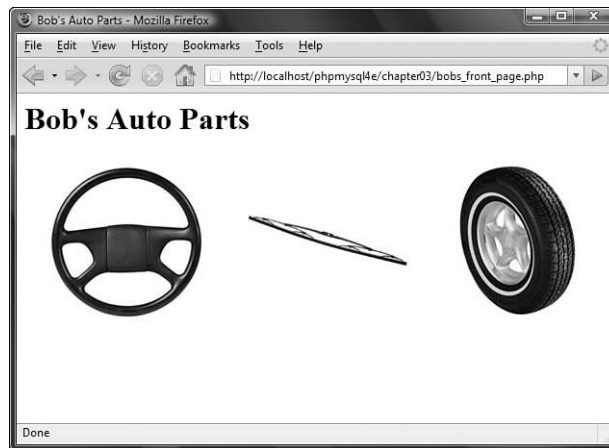 Bob's Auto Parts - Mozilla Firefox
File Edit View History Bookmarks Tools Help
http://localhost/phpmysql4e/chapter03/bobs_front_page.php
Bob's Auto Parts
Done